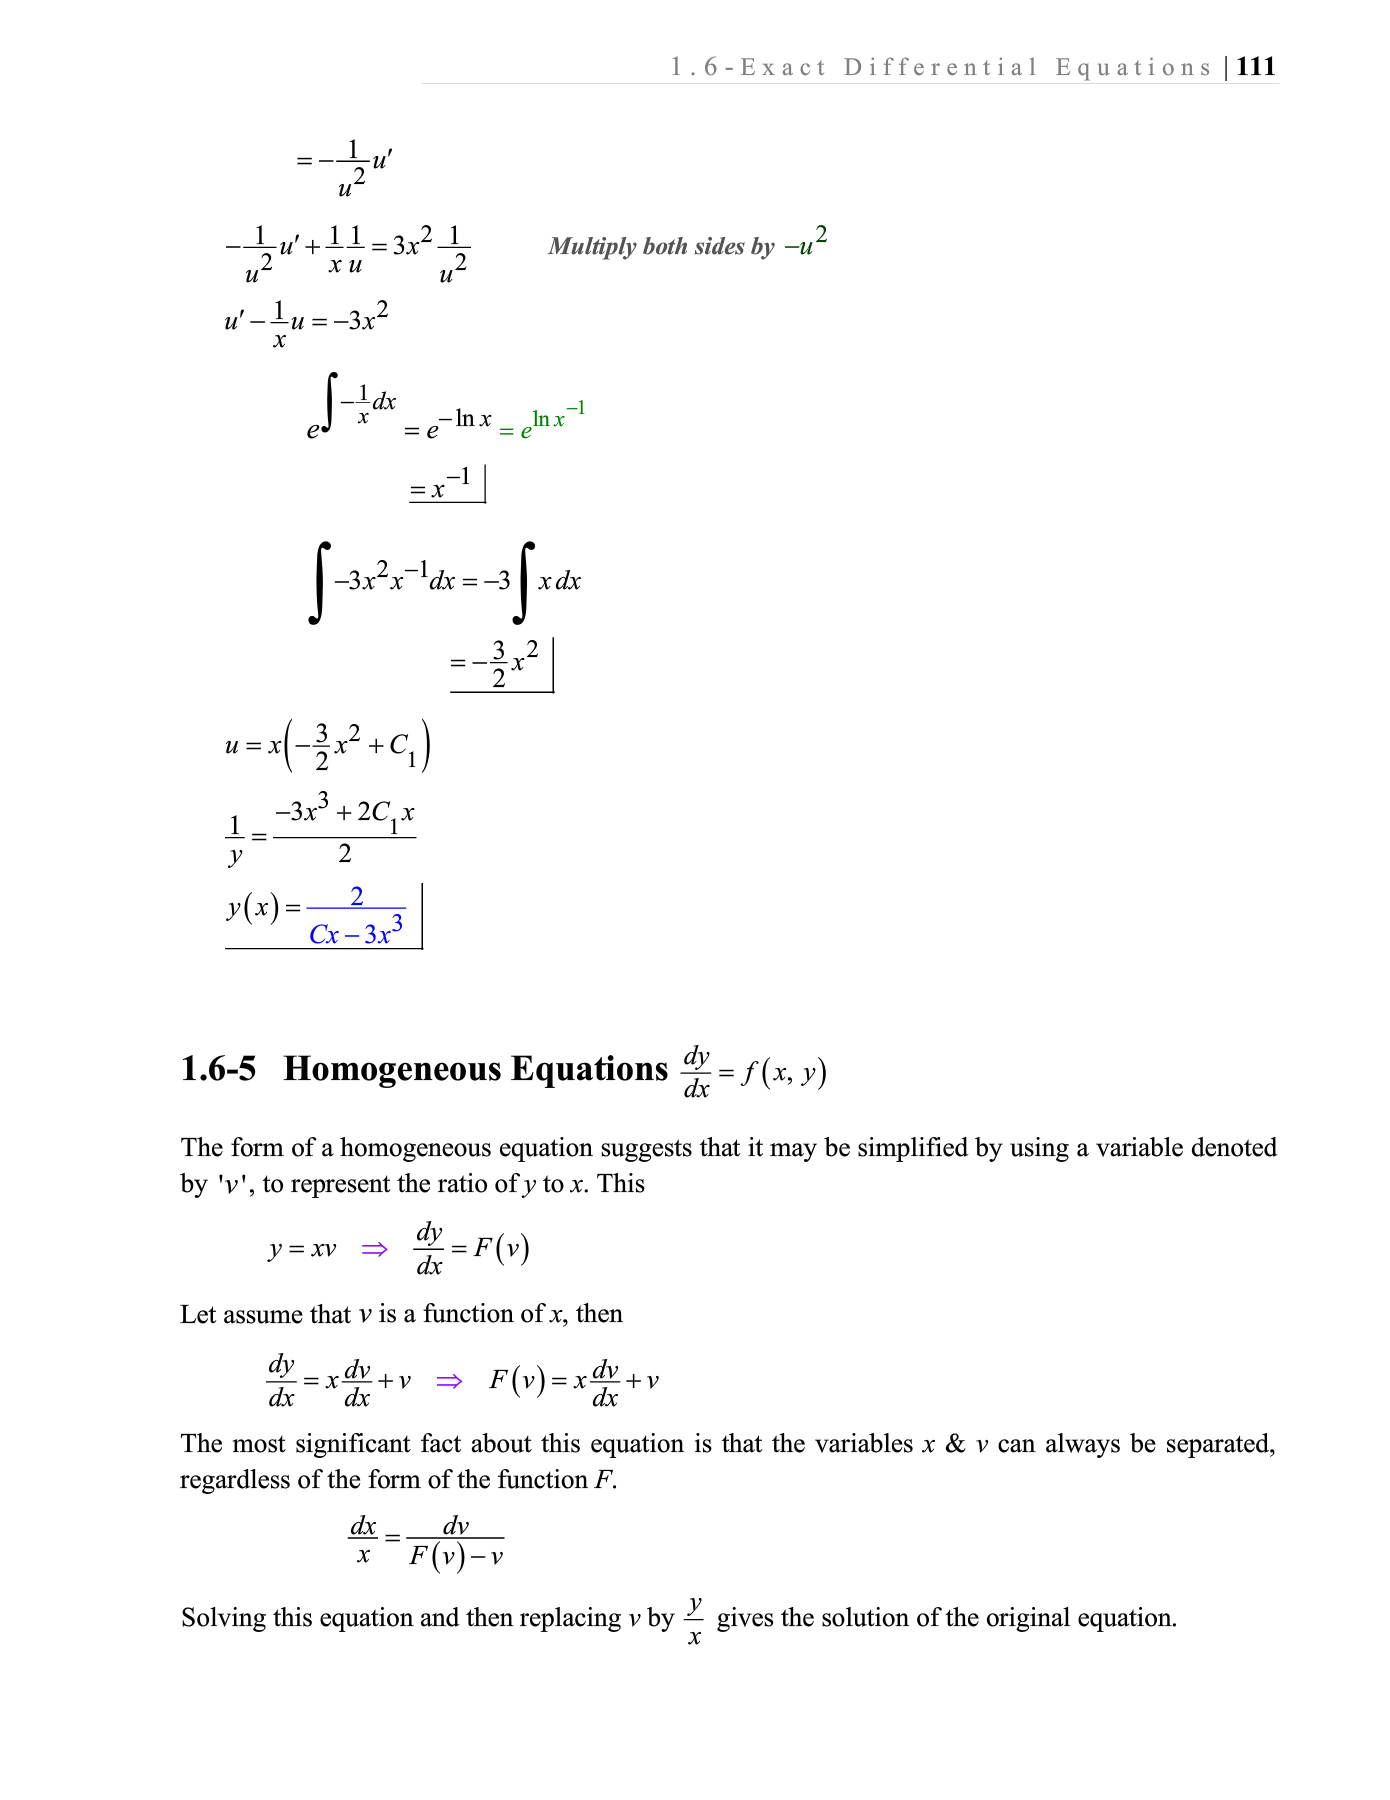 1.6-Exact Differential Equations | 111
= -\frac{1}{u^2}u'
-\frac{1}{u^2}u' + \frac{1}{x}\frac{1}{u} = 3x^2\frac{1}{u^2} Multiply both sides by -u^2
u' - \frac{1}{x}u = -3x^2
e^{\int -\frac{1}{x}dx} = e^{-\ln x} = e^{\ln x^{-1}}
= x^{-1}
\int -3x^2x^{-1}dx = -3\int x dx
= -\frac{3}{2}x^2
u = x\left(-\frac{3}{2}x^2 + C_1\right)
\frac{1}{y} = \frac{-3x^3 + 2C_1x}{2}
y(x) = \frac{2}{Cx - 3x^3}
1.6-5 Homogeneous Equations \frac{dy}{dx} = f(x, y)
The form of a homogeneous equation suggests that it may be simplified by using a variable denoted
by 'v', to represent the ratio of y to x. This
y = xv ⇒ \frac{dy}{dx} = F(v)
Let assume that v is a function of x, then
\frac{dy}{dx} = x\frac{dv}{dx} + v ⇒ F(v) = x\frac{dv}{dx} + v
The most significant fact about this equation is that the variables x & v can always be separated,
regardless of the form of the function F.
\frac{dx}{x} = \frac{dv}{F(v) - v}
Solving this equation and then replacing v by \frac{y}{x} gives the solution of the original equation.